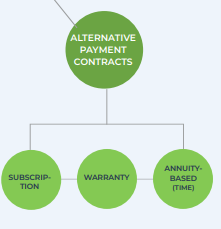 ALTERNATIVE
PAYMENT
CONTRACTS
SUBSCRIP-
TION
WARRANTY
ANNUITY-
BASED
(TIME)